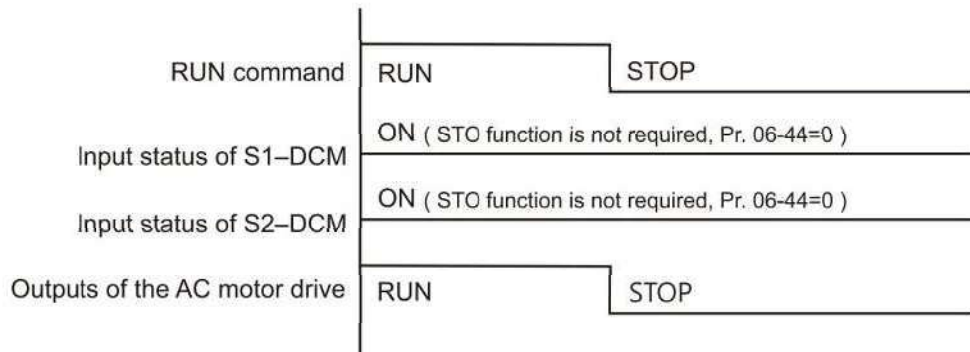 RUN command
RUN
STOP
ON ( STO function is not required, Pr. 06-44=0 )
Input status of S1–DCM
ON ( STO function is not required, Pr. 06-44=0 )
Input status of S2–DCM
Outputs of the AC motor drive
RUN
STOP